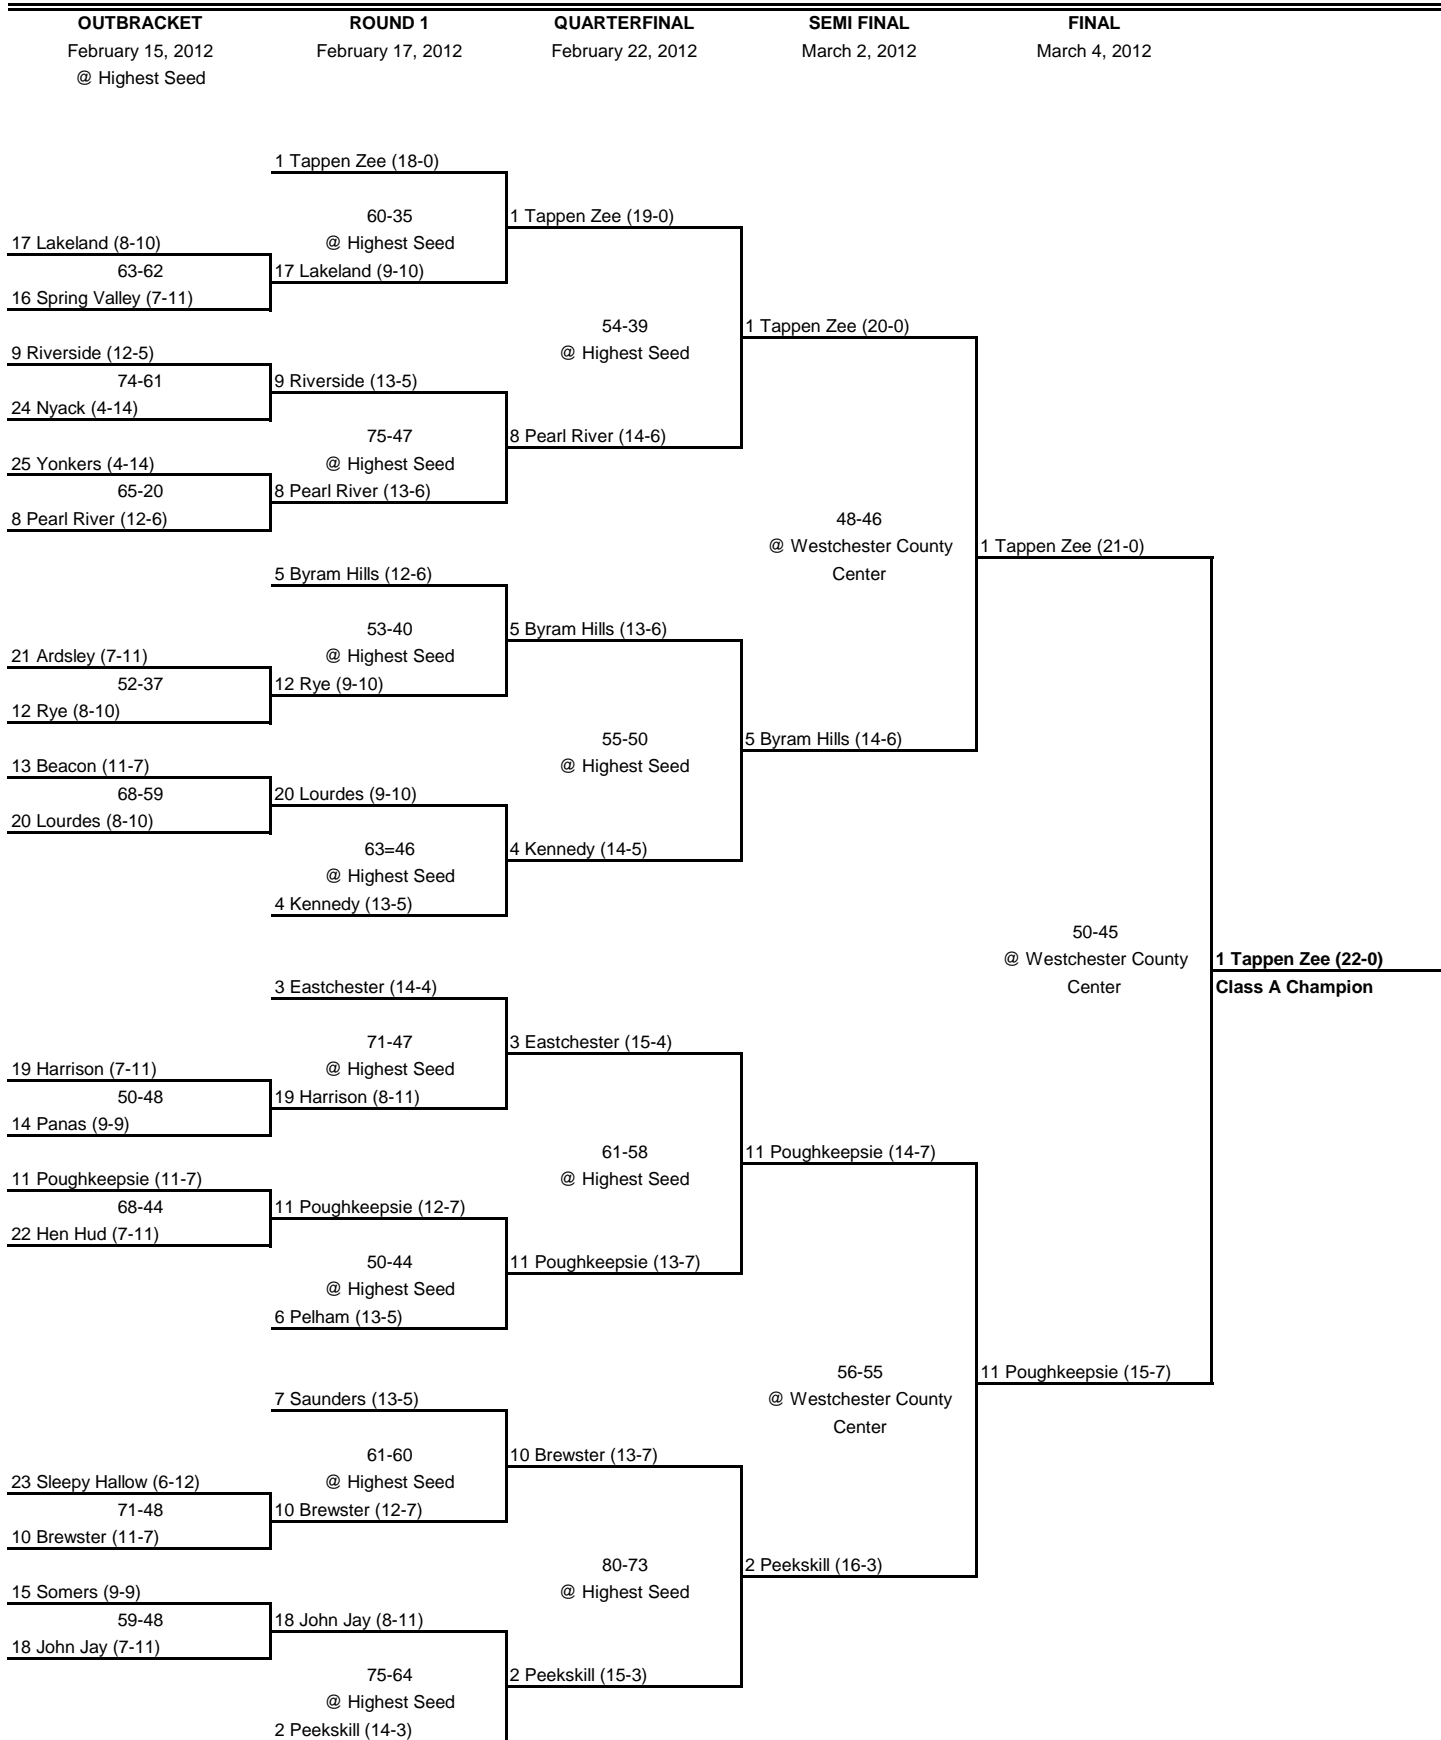 OUTBRACKET ROUND 1 QUARTERFINAL SEMI FINAL FINAL
February 15, 2012 February 17, 2012 February 22, 2012 March 2, 2012 March 4, 2012
@ Highest Seed
1 Tappen Zee (18-0)
60-35 1 Tappen Zee (19-0)
17 Lakeland (8-10) @ Highest Seed
63-62 17 Lakeland (9-10)
16 Spring Valley (7-11)
54-39 1 Tappen Zee (20-0)
9 Riverside (12-5) @ Highest Seed
74-61 9 Riverside (13-5)
24 Nyack (4-14)
75-47 8 Pearl River (14-6)
25 Yonkers (4-14) @ Highest Seed
65-20 8 Pearl River (13-6)
8 Pearl River (12-6) 48-46
@ Westchester County 1 Tappen Zee (21-0)
5 Byram Hills (12-6) Center
53-40 5 Byram Hills (13-6)
21 Ardsley (7-11) @ Highest Seed
52-37 12 Rye (9-10)
12 Rye (8-10)
55-50 5 Byram Hills (14-6)
13 Beacon (11-7) @ Highest Seed
68-59 20 Lourdes (9-10)
20 Lourdes (8-10)
63=46 4 Kennedy (14-5)
@ Highest Seed
4 Kennedy (13-5)
50-45
@ Westchester County 1 Tappen Zee (22-0)
3 Eastchester (14-4) Center Class A Champion
71-47 3 Eastchester (15-4)
19 Harrison (7-11) @ Highest Seed
50-48 19 Harrison (8-11)
14 Panas (9-9)
61-58 11 Poughkeepsie (14-7)
11 Poughkeepsie (11-7) @ Highest Seed
68-44 11 Poughkeepsie (12-7)
22 Hen Hud (7-11)
50-44 11 Poughkeepsie (13-7)
@ Highest Seed
6 Pelham (13-5)
56-55 11 Poughkeepsie (15-7)
7 Saunders (13-5) @ Westchester County
Center
61-60 10 Brewster (13-7)
23 Sleepy Hallow (6-12) @ Highest Seed
71-48 10 Brewster (12-7)
10 Brewster (11-7)
80-73 2 Peekskill (16-3)
15 Somers (9-9) @ Highest Seed
59-48 18 John Jay (8-11)
18 John Jay (7-11)
75-64 2 Peekskill (15-3)
@ Highest Seed
2 Peekskill (14-3)